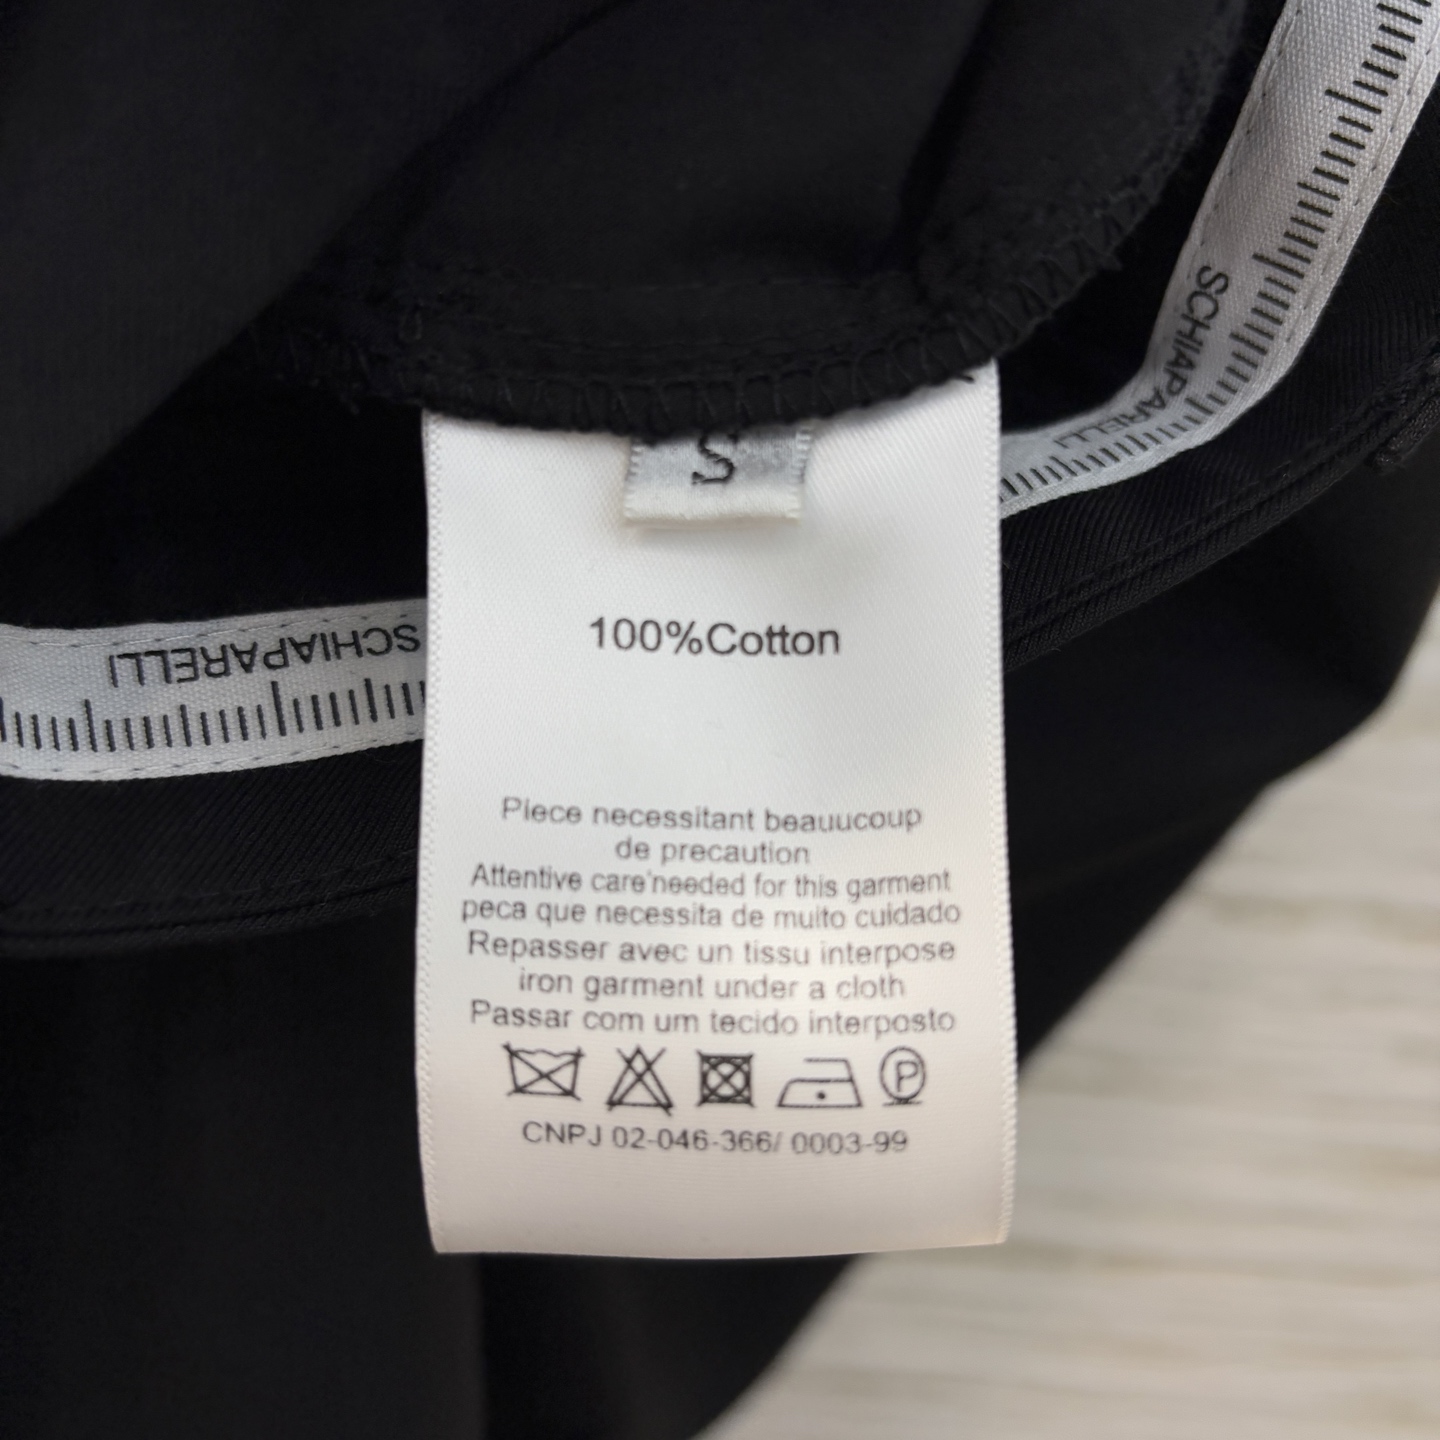 SCHIAPARELLI
SCHIAPARELLI
S
100%Cotton
Piece necessitant beauucoup
de precaution
Attentive care'needed for this garment
peca que necessita de muito cuidado
Repasser avec un tissu interpose
iron garment under a cloth
Passar com um tecido interposto
P
CNPJ 02-046-366/ 0003-99